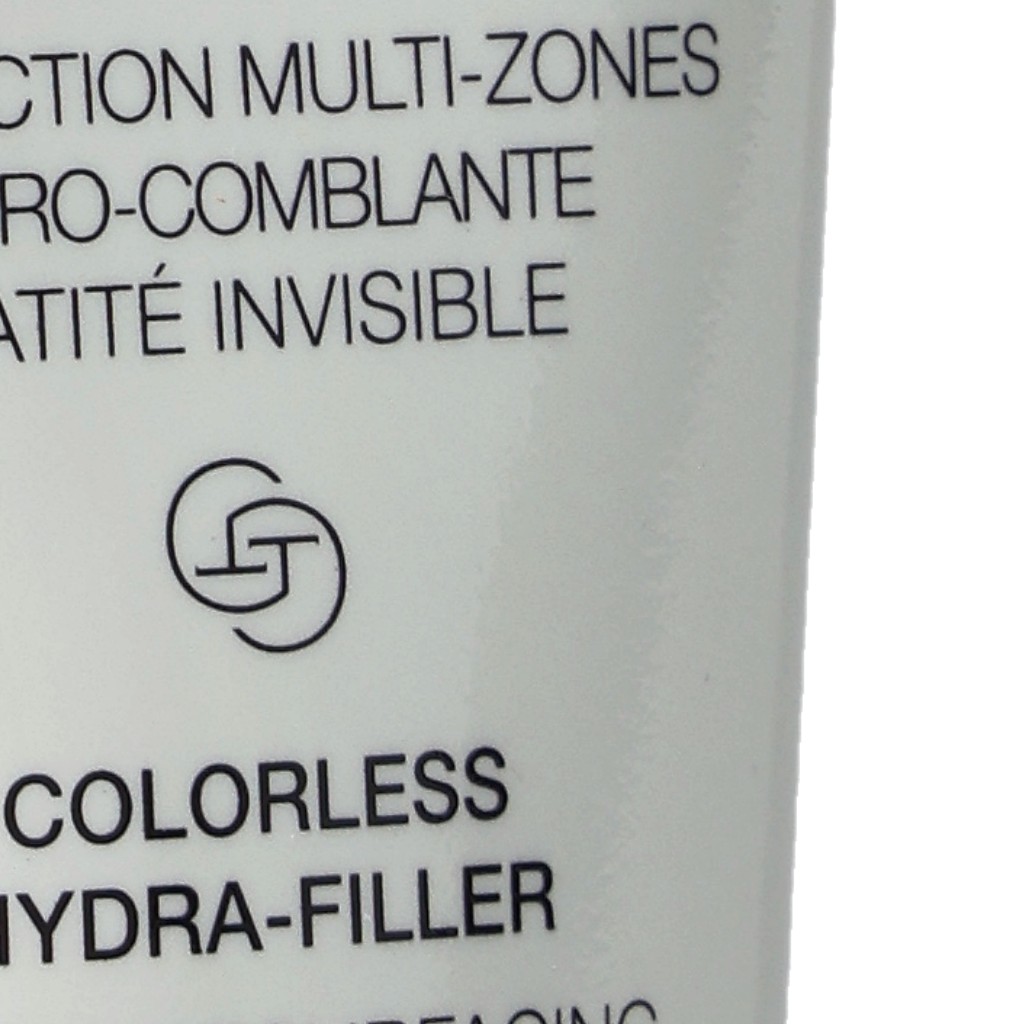 CTION MULTI-ZONES
RO-COMBLANTE
ATITÉ INVISIBLE
COLORLESS
HYDRA-FILLER